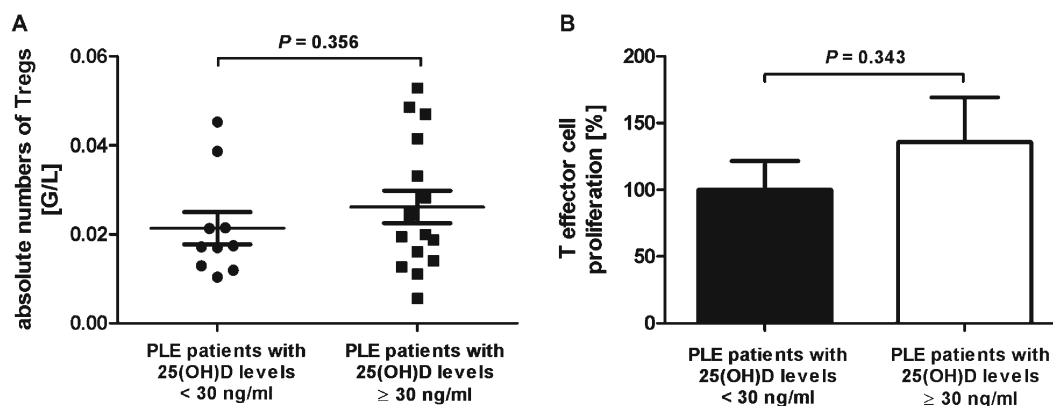 A
absolute numbers of Tregs
[G/L]
0.06
0.04
0.02
0.00
P = 0.356
PLE patients with
25(OH)D levels
< 30 ng/ml
PLE patients with
25(OH)D levels
≥ 30 ng/ml
B
T effector cell
proliferation [%]
200
150
100
50
0
P = 0.343
PLE patients with
25(OH)D levels
< 30 ng/ml
PLE patients with
25(OH)D levels
≥ 30 ng/ml